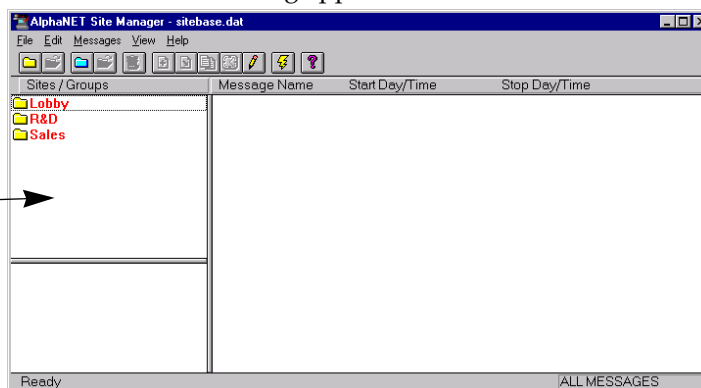 AlphaNET Site Manager - sitebase.dat
File Edit Messages View Help
Sites / Groups Message Name Start Day/Time Stop Day/Time
Lobby
R&D
Sales
Ready ALL MESSAGES